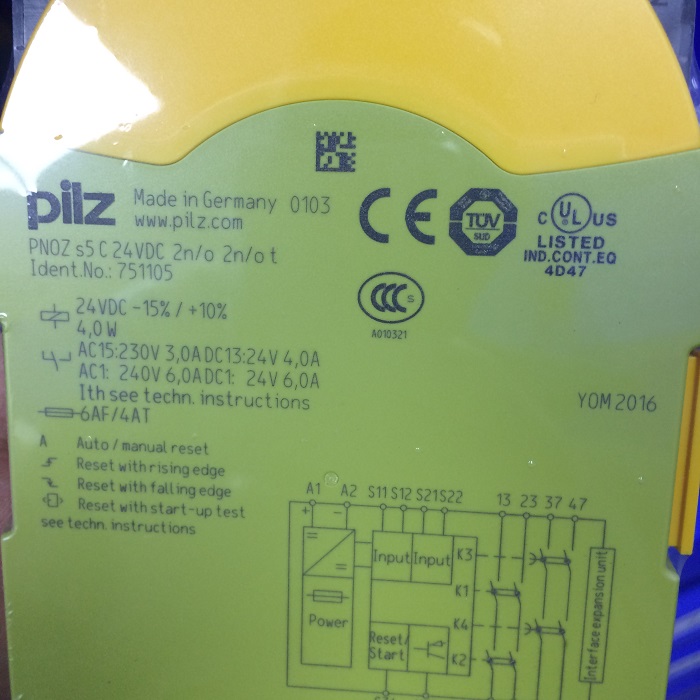 pilz
Made in Germany 0103
www.pilz.com
PNOZ s5 C 24VDC 2n/o 2n/o t
Ident.No.: 751105
CE
TÜV
SÜD
C UL US
LISTED
IND.CONT.EQ
4D47
CCC S
A010321
24VDC -15% / +10%
4,0 W
AC15:230V 3,0A DC13:24V 4,0A
AC1: 240V 6,0A DC1: 24V 6,0A
Ith see techn. instructions
6AF/4AT
YOM 2016
A Auto / manual reset
Reset with rising edge
Reset with falling edge
Reset with start-up test
see techn. instructions
A1 A2 S11 S12 S21 S22 13 23 37 47
+ −
Input Input K3
K1
Power
K4
Reset/
Start
K2
Interface expansion unit